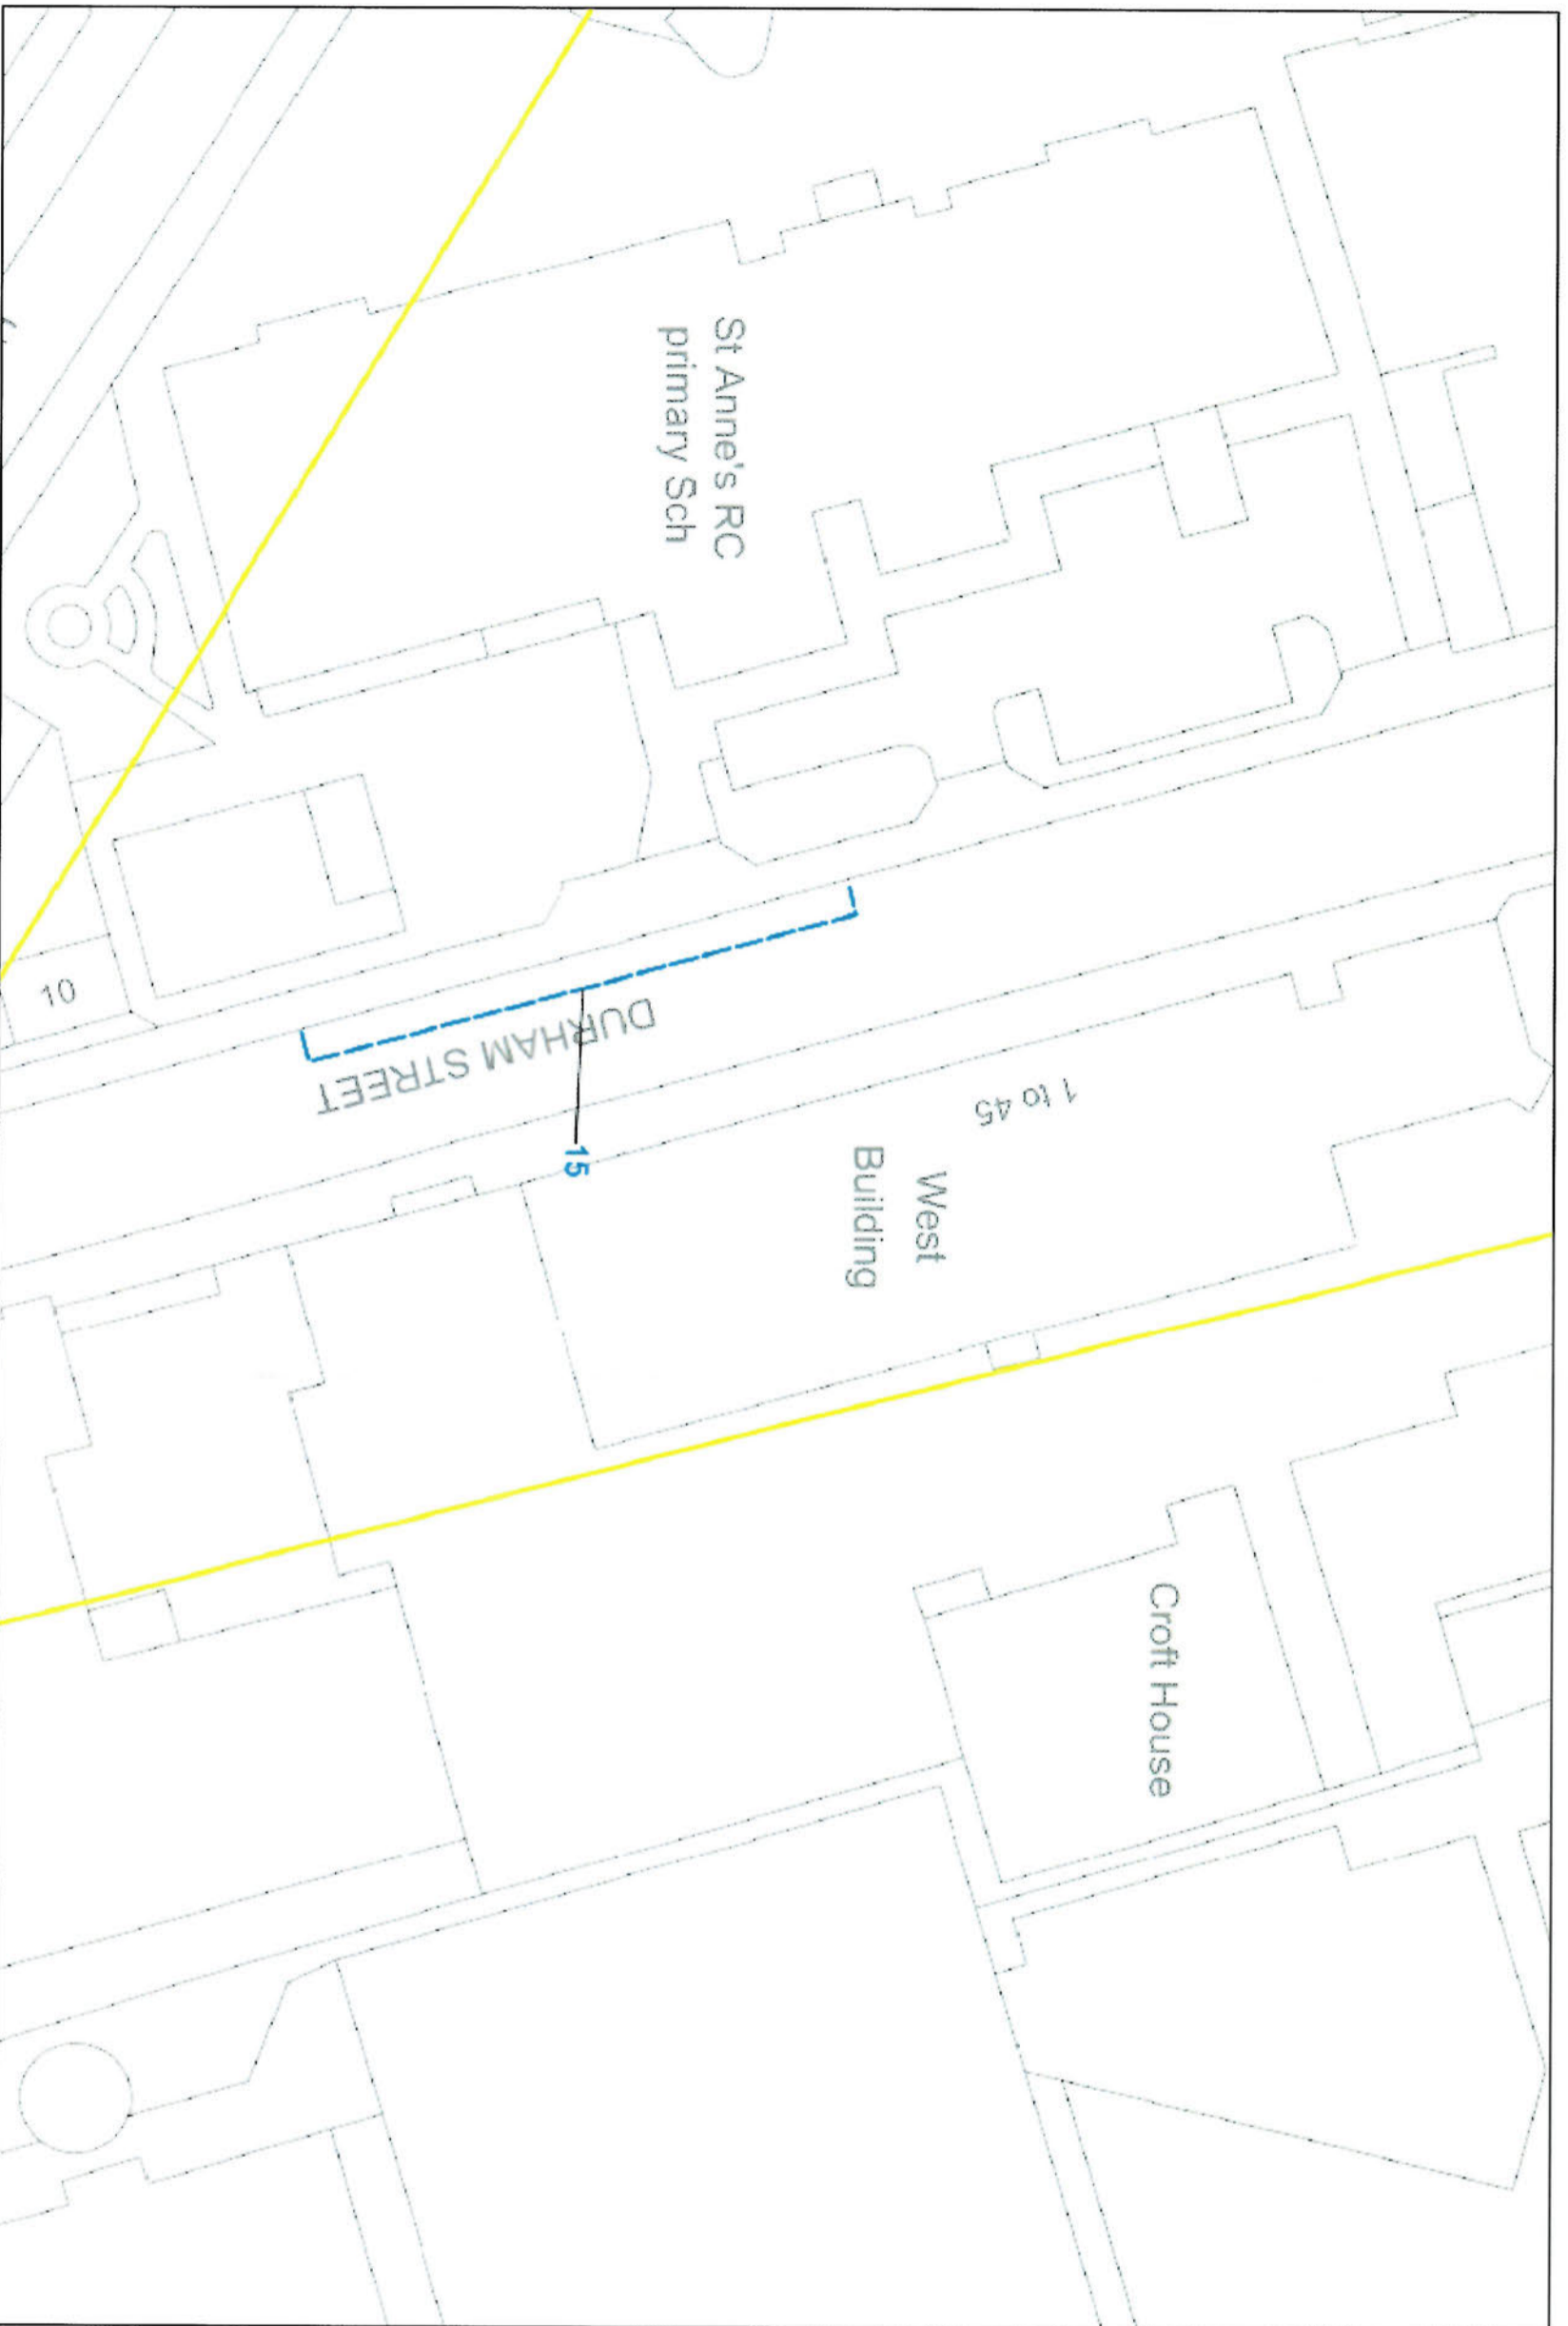 St Anne's RC
primary Sch
10
DURHAM STREET
15
1 to 45
West
Building
Croft House